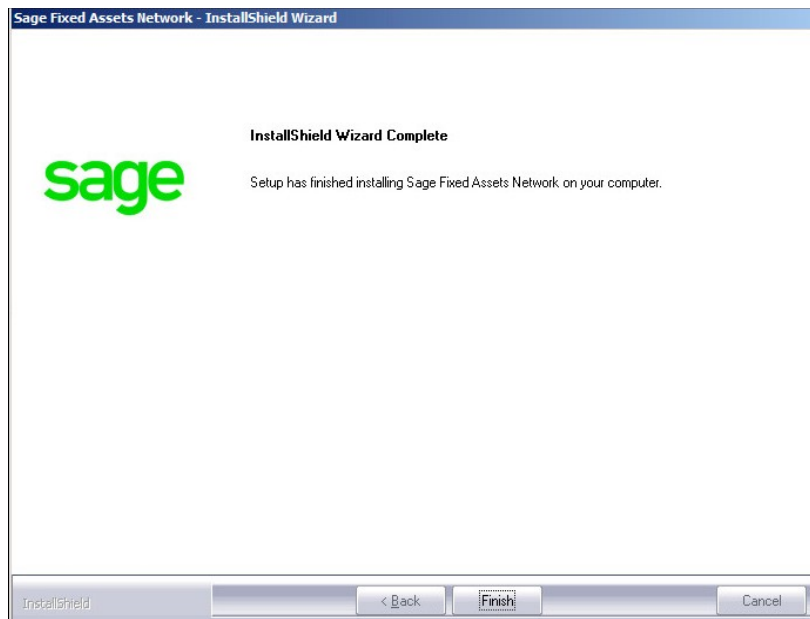 Sage Fixed Assets Network - InstallShield Wizard
InstallShield Wizard Complete
sage
Setup has finished installing Sage Fixed Assets Network on your computer.
InstallShield
< Back
Finish
Cancel